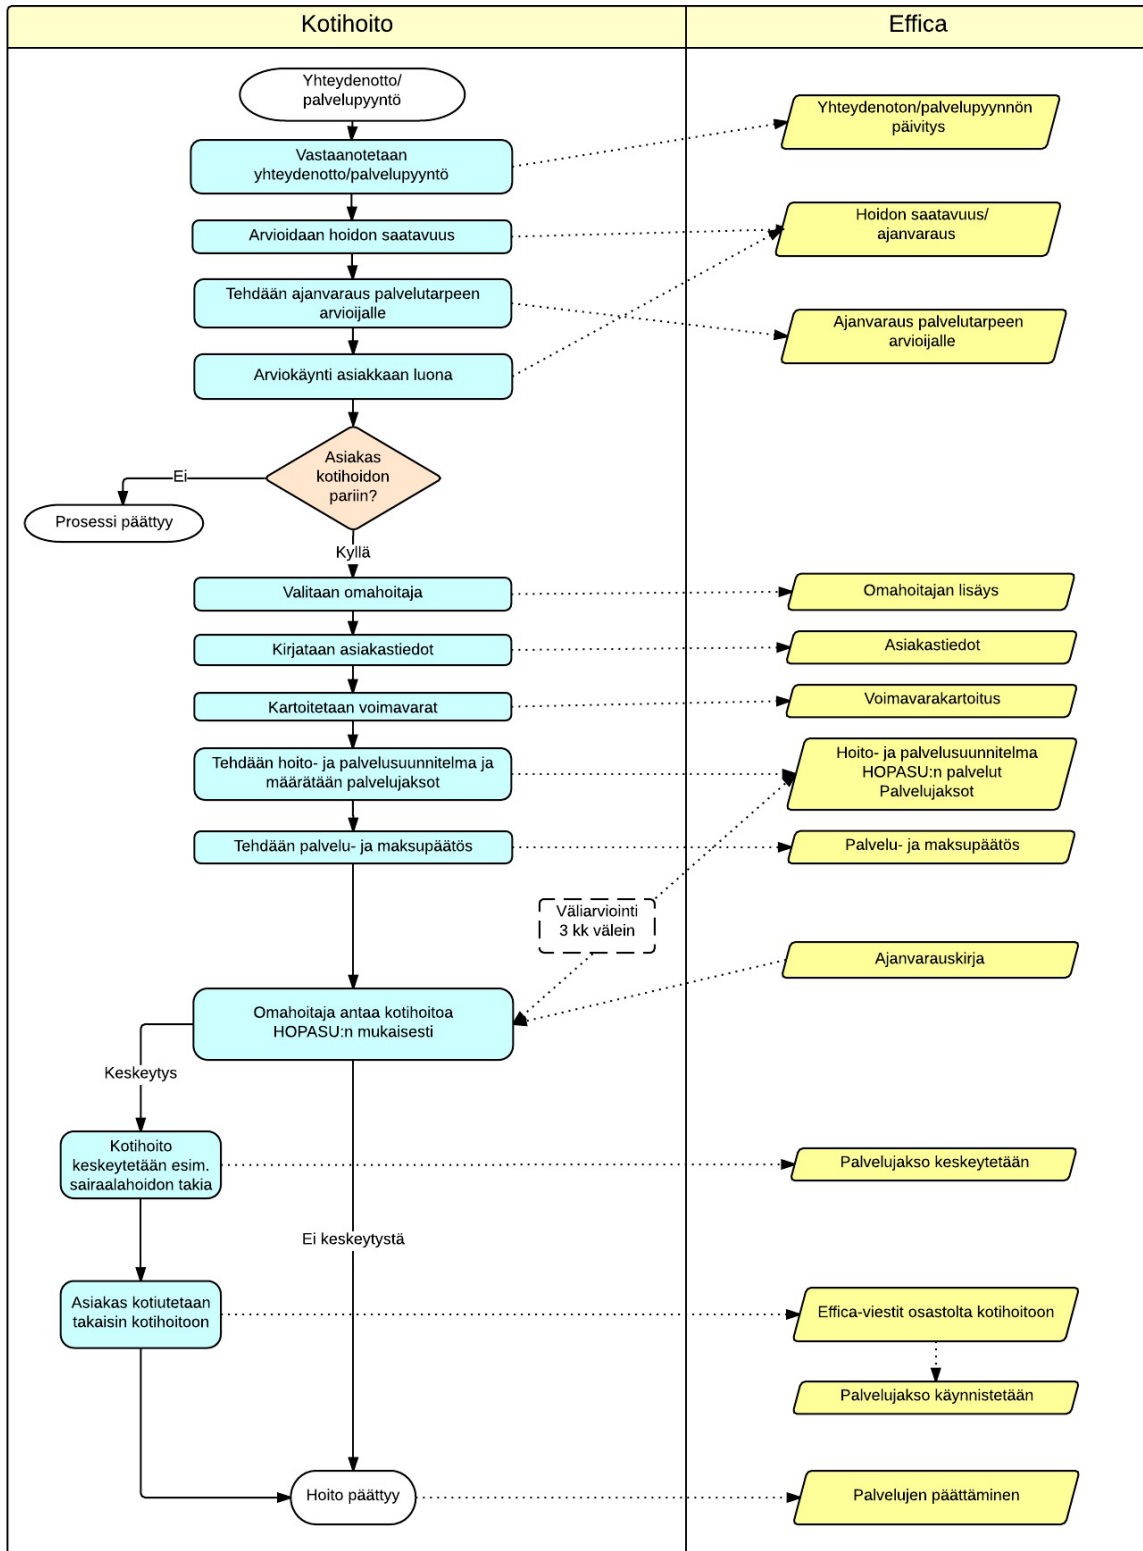 Kotihoito
Effica
Yhteydenotto/
palvelupyyntö
Yhteydenoton/palvelupyynnön
päivitys
Vastaanotetaan
yhteydenotto/palvelupyyntö
Arvioidaan hoidon saatavuus
Hoidon saatavuus/
ajanvaraus
Tehdään ajanvaraus palvelutarpeen
arvioijalle
Ajanvaraus palvelutarpeen
arvioijalle
Arviokäynti asiakkaan luona
Asiakas
kotihoidon
pariin?
Ei
Prosessi päättyy
Kyllä
Valitaan omahoitaja
Omahoitajan lisäys
Kirjataan asiakastiedot
Asiakastiedot
Kartoitetaan voimavarat
Voimavarakartoitus
Tehdään hoito- ja palvelusuunnitelma ja
määrätään palvelujaksot
Hoito- ja palvelusuunnitelma
HOPASU:n palvelut
Palvelujaksot
Tehdään palvelu- ja maksupäätös
Palvelu- ja maksupäätös
Väliarviointi
3 kk välein
Ajanvarauskirja
Omahoitaja antaa kotihoitoa
HOPASU:n mukaisesti
Keskeytys
Kotihoito
keskeytetään esim.
sairaalahoidon takia
Palvelujakso keskeytetään
Ei keskeytystä
Asiakas kotiutetaan
takaisin kotihoitoon
Effica-viestit osastolta kotihoitoon
Palvelujakso käynnistetään
Hoito päättyy
Palvelujen päättäminen